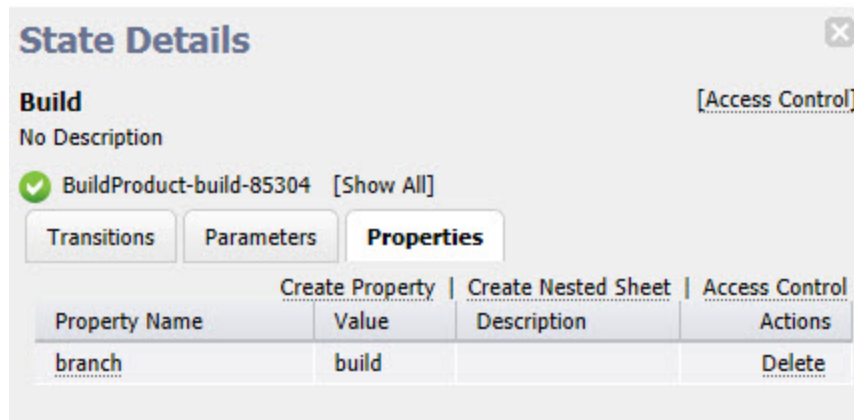 State Details
Build [Access Control]
No Description
BuildProduct-build-85304 [Show All]
Transitions Parameters Properties
Create Property | Create Nested Sheet | Access Control
Property Name Value Description Actions
branch build Delete